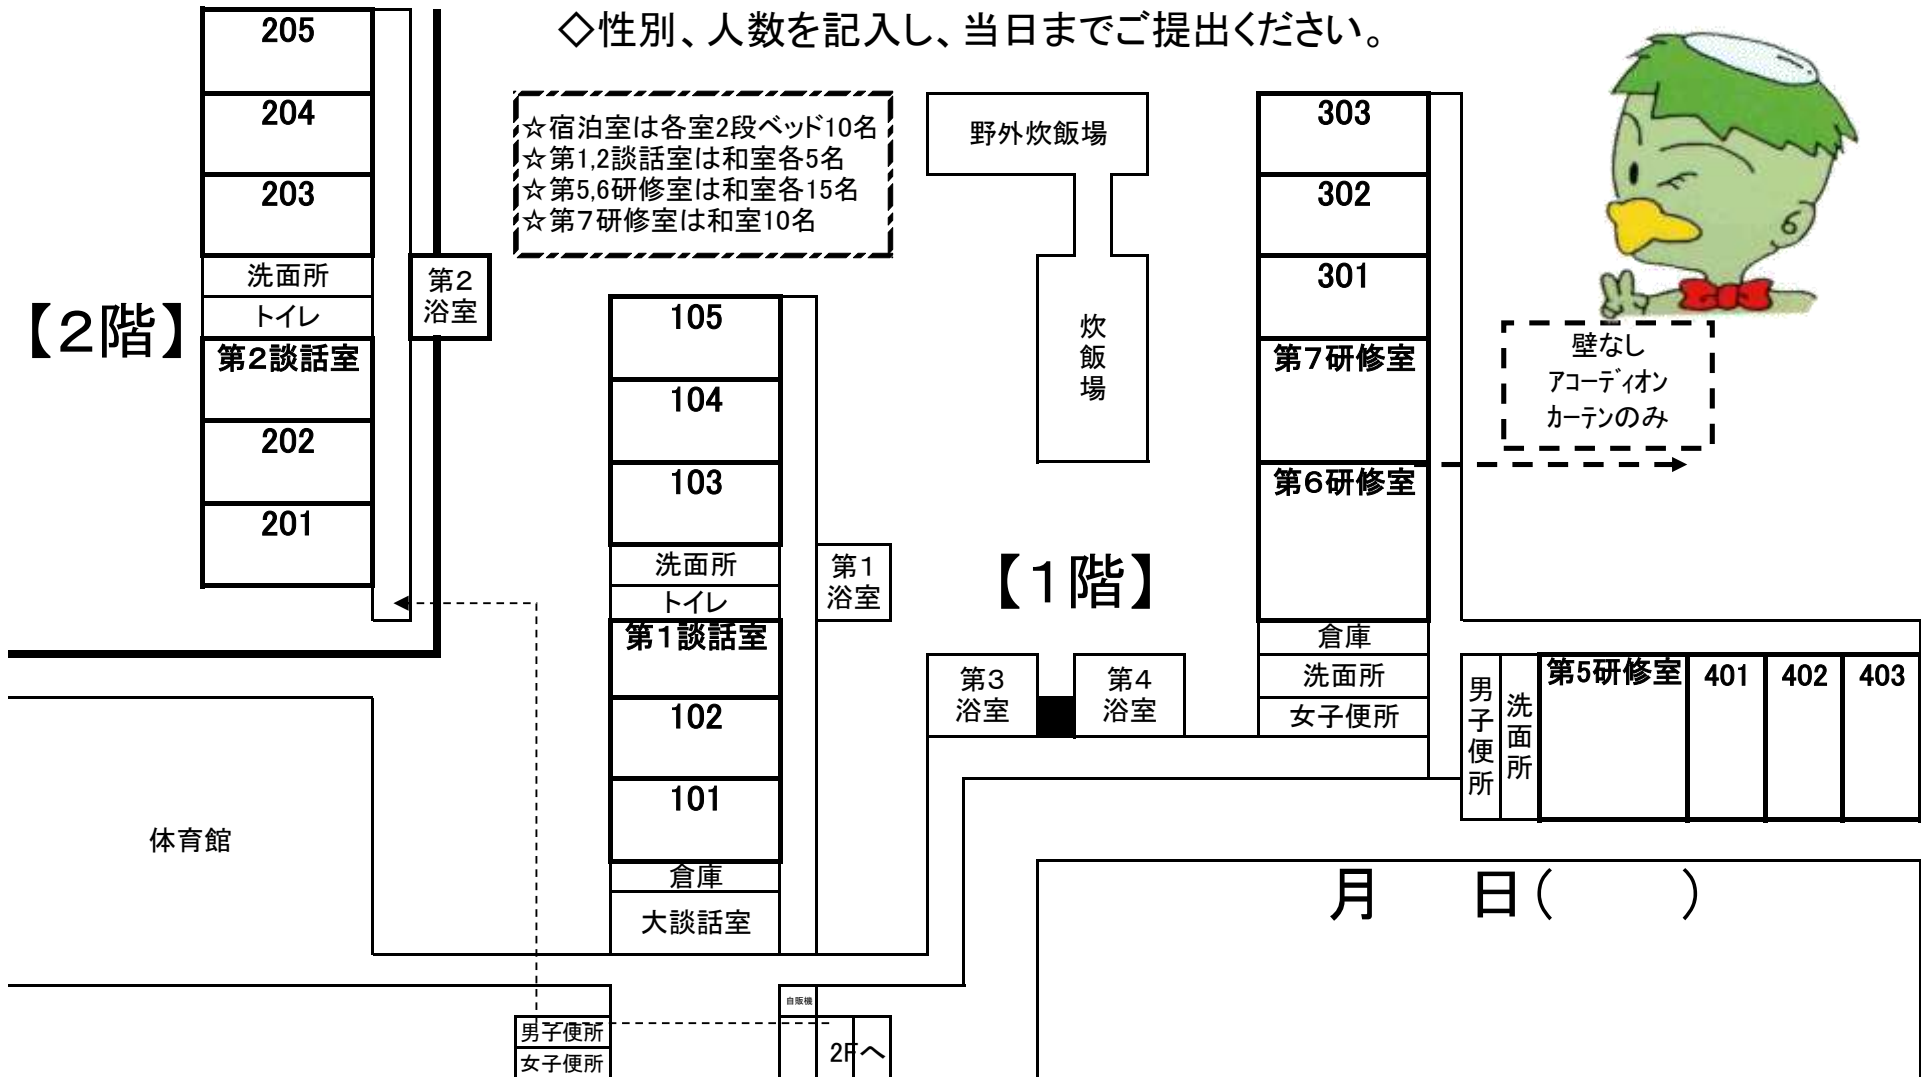 ◇性別、人数を記入し、当日までご提出ください。
205
204
203
洗面所
トイレ
第2談話室
202
201
【2階】
第2
浴室
☆宿泊室は各室2段ベッド10名
☆第1,2談話室は和室各5名
☆第5,6研修室は和室各15名
☆第7研修室は和室10名
105
104
103
洗面所
トイレ
第1談話室
102
101
倉庫
大談話室
第1
浴室
野外炊飯場
炊飯場
【1階】
第3
浴室
第4
浴室
303
302
301
第7研修室
第6研修室
倉庫
洗面所
女子便所
壁なし
アコーディオン
カーテンのみ
男子便所
洗面所
第5研修室
401
402
403
体育館
月 日( )
自販機
男子便所
女子便所
2Fへ